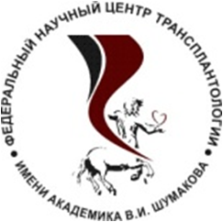 ФЕДЕРАЛЬНЫЙ НАУЧНЫЙ ЦЕНТР ТРАНСПЛАНТОЛОГИИ
ИМЕНИ АКАДЕМИКА В.И. ШУМАКОВА